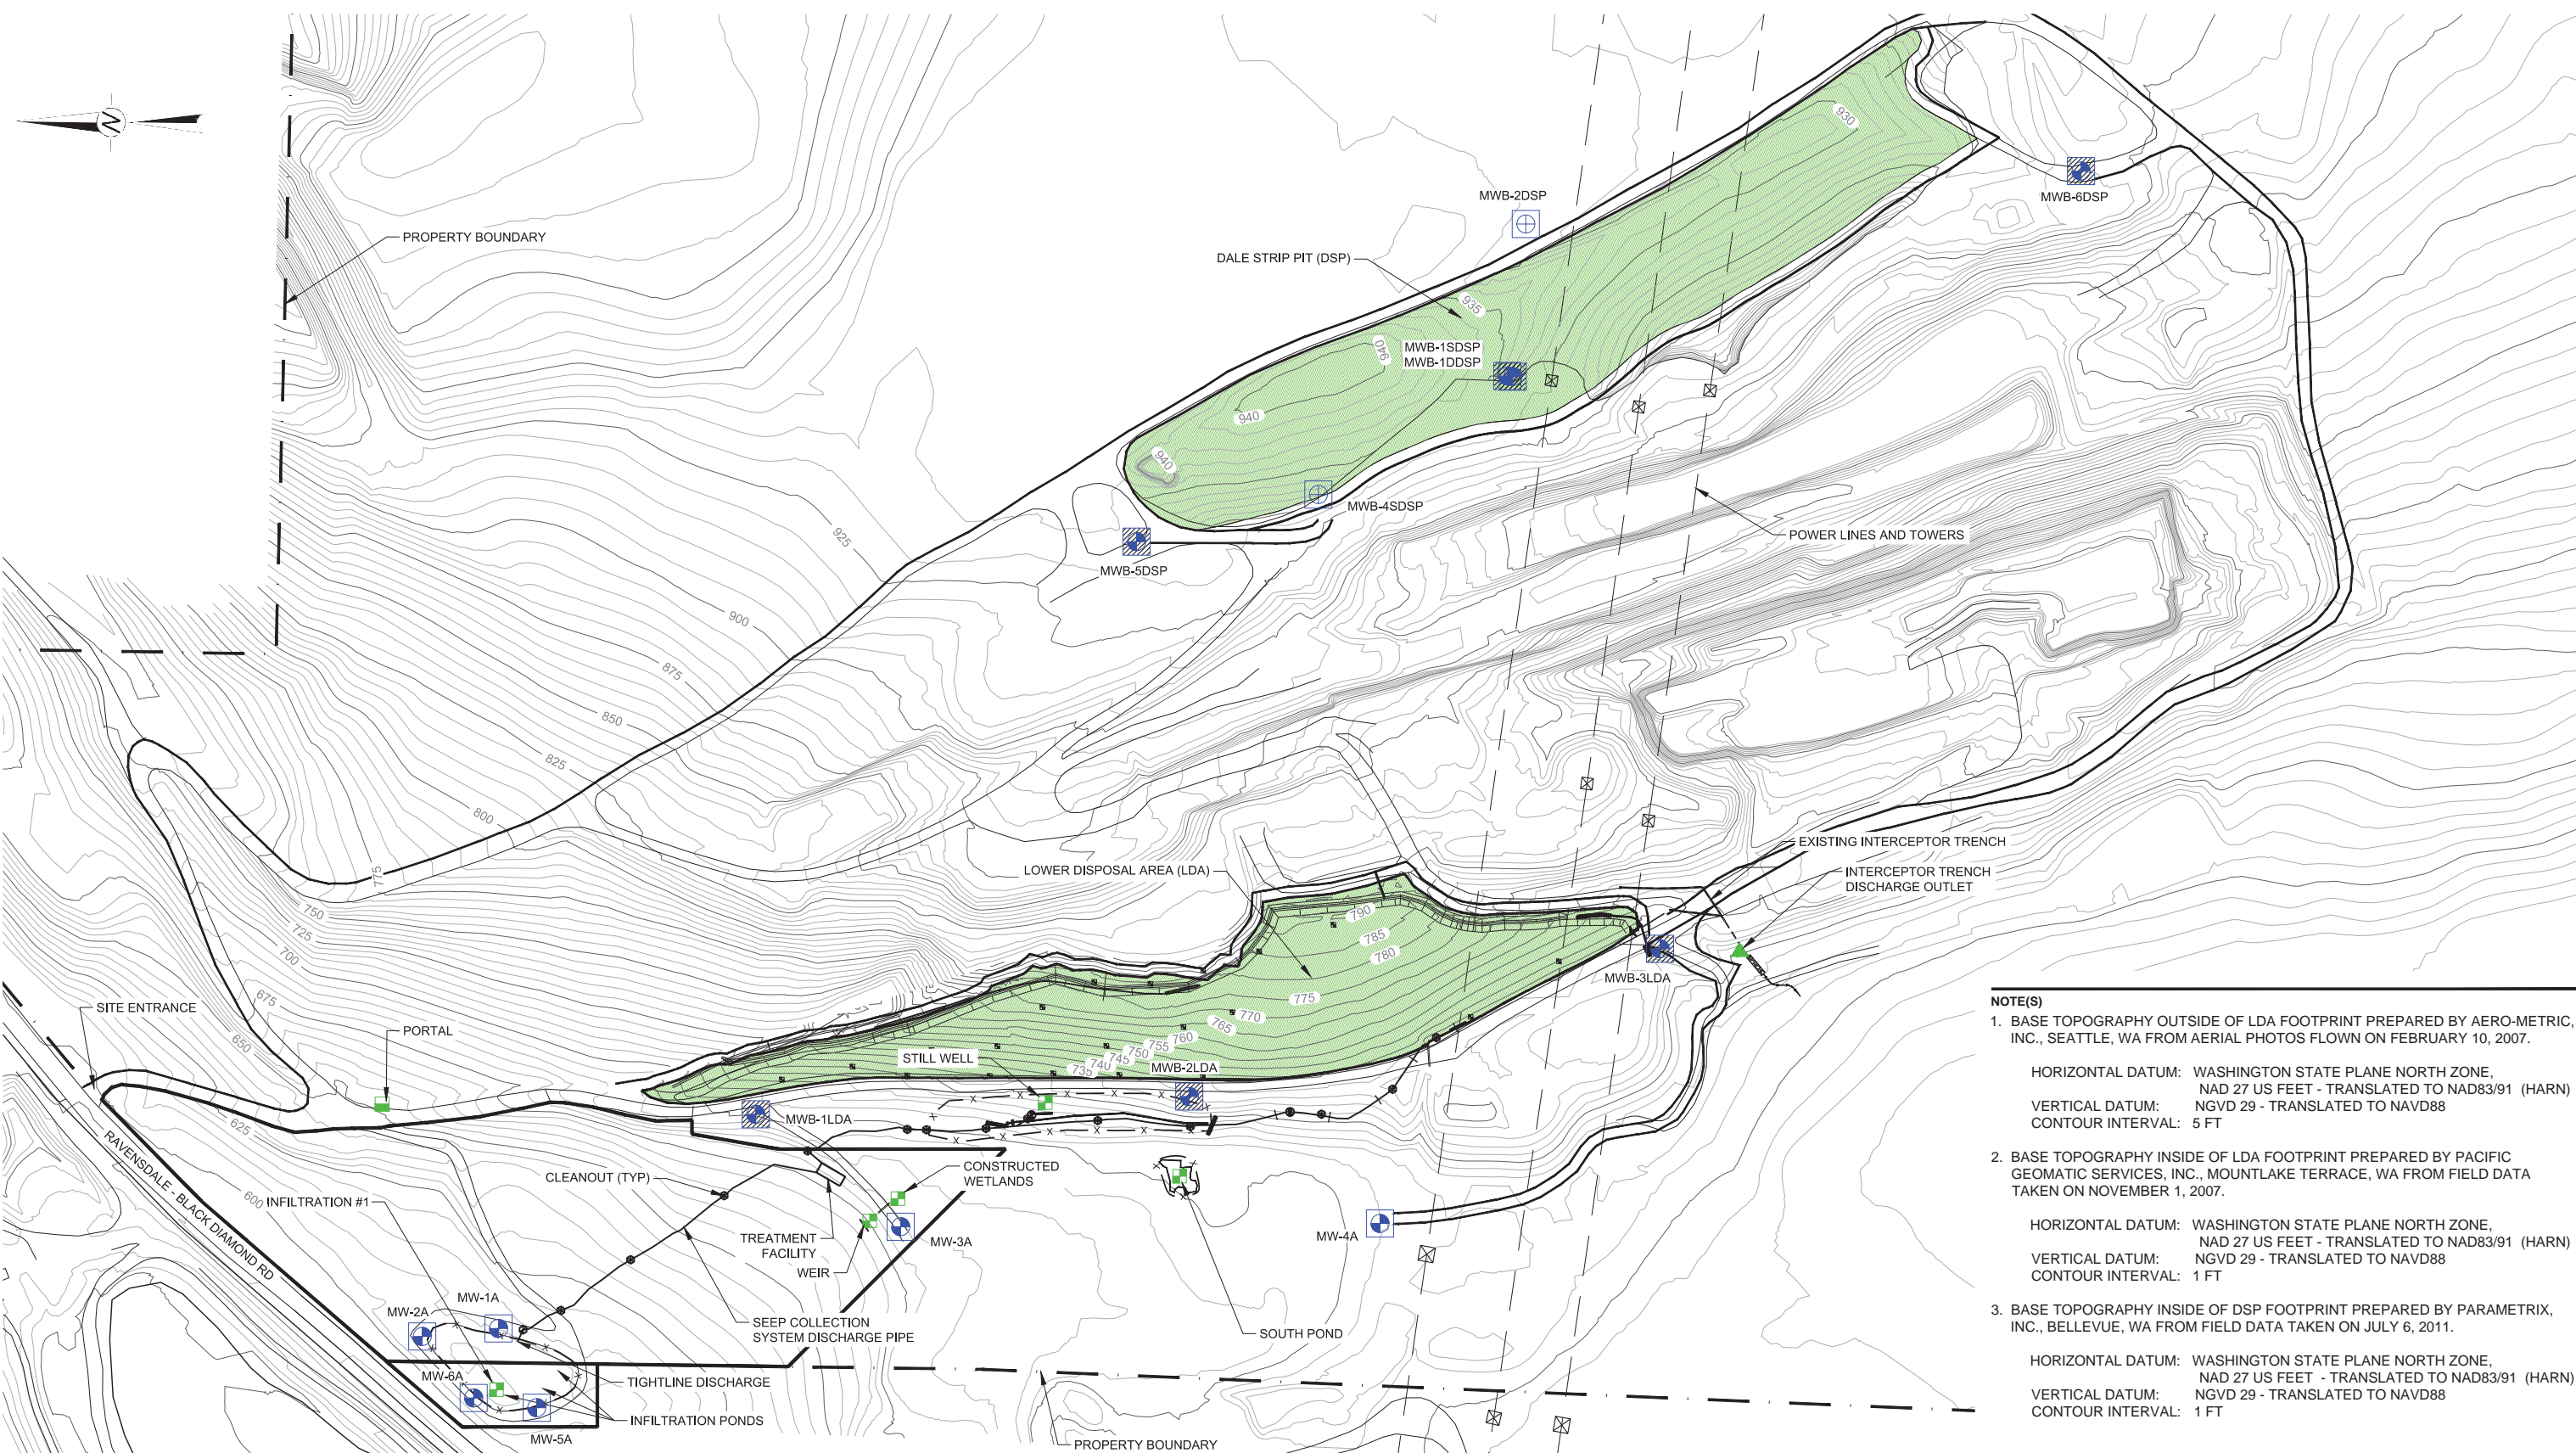 N
PROPERTY BOUNDARY
MWB-2DSP
DALE STRIP PIT (DSP)
930
MWB-6DSP
935
940
MWB-1SDSP
MWB-1DDSP
940
940
MWB-4SDSP
MWB-5DSP
POWER LINES AND TOWERS
925
900
875
850
825
800
775
750
725
700
675
650
625
600
EXISTING INTERCEPTOR TRENCH
INTERCEPTOR TRENCH
DISCHARGE OUTLET
LOWER DISPOSAL AREA (LDA)
790
785
780
775
770
765
760
755
750
745
740
735
MWB-3LDA
SITE ENTRANCE
PORTAL
STILL WELL
MWB-2LDA
MWB-1LDA
RAVENSDALE - BLACK DIAMOND RD
CLEANOUT (TYP)
CONSTRUCTED
WETLANDS
INFILTRATION #1
TREATMENT
FACILITY
WEIR
MW-3A
MW-4A
MW-2A
MW-1A
SEEP COLLECTION
SYSTEM DISCHARGE PIPE
SOUTH POND
MW-6A
TIGHTLINE DISCHARGE
INFILTRATION PONDS
MW-5A
PROPERTY BOUNDARY
NOTE(S)
1. BASE TOPOGRAPHY OUTSIDE OF LDA FOOTPRINT PREPARED BY AERO-METRIC,
INC., SEATTLE, WA FROM AERIAL PHOTOS FLOWN ON FEBRUARY 10, 2007.
HORIZONTAL DATUM: WASHINGTON STATE PLANE NORTH ZONE,
NAD 27 US FEET - TRANSLATED TO NAD83/91 (HARN)
VERTICAL DATUM: NGVD 29 - TRANSLATED TO NAVD88
CONTOUR INTERVAL: 5 FT
2. BASE TOPOGRAPHY INSIDE OF LDA FOOTPRINT PREPARED BY PACIFIC
GEOMATIC SERVICES, INC., MOUNTLAKE TERRACE, WA FROM FIELD DATA
TAKEN ON NOVEMBER 1, 2007.
HORIZONTAL DATUM: WASHINGTON STATE PLANE NORTH ZONE,
NAD 27 US FEET - TRANSLATED TO NAD83/91 (HARN)
VERTICAL DATUM: NGVD 29 - TRANSLATED TO NAVD88
CONTOUR INTERVAL: 1 FT
3. BASE TOPOGRAPHY INSIDE OF DSP FOOTPRINT PREPARED BY PARAMETRIX,
INC., BELLEVUE, WA FROM FIELD DATA TAKEN ON JULY 6, 2011.
HORIZONTAL DATUM: WASHINGTON STATE PLANE NORTH ZONE,
NAD 27 US FEET - TRANSLATED TO NAD83/91 (HARN)
VERTICAL DATUM: NGVD 29 - TRANSLATED TO NAVD88
CONTOUR INTERVAL: 1 FT